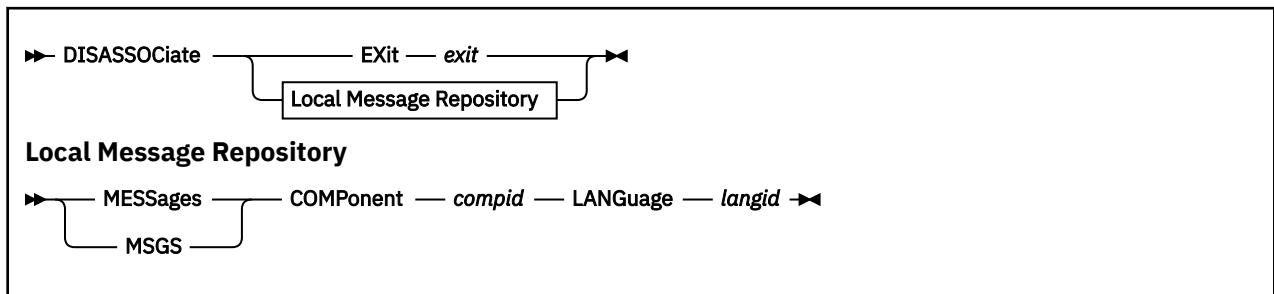 DISASSOCiate EXit exit
Local Message Repository
Local Message Repository
MESSages COMPonent compid LANGuage langid
MSGS